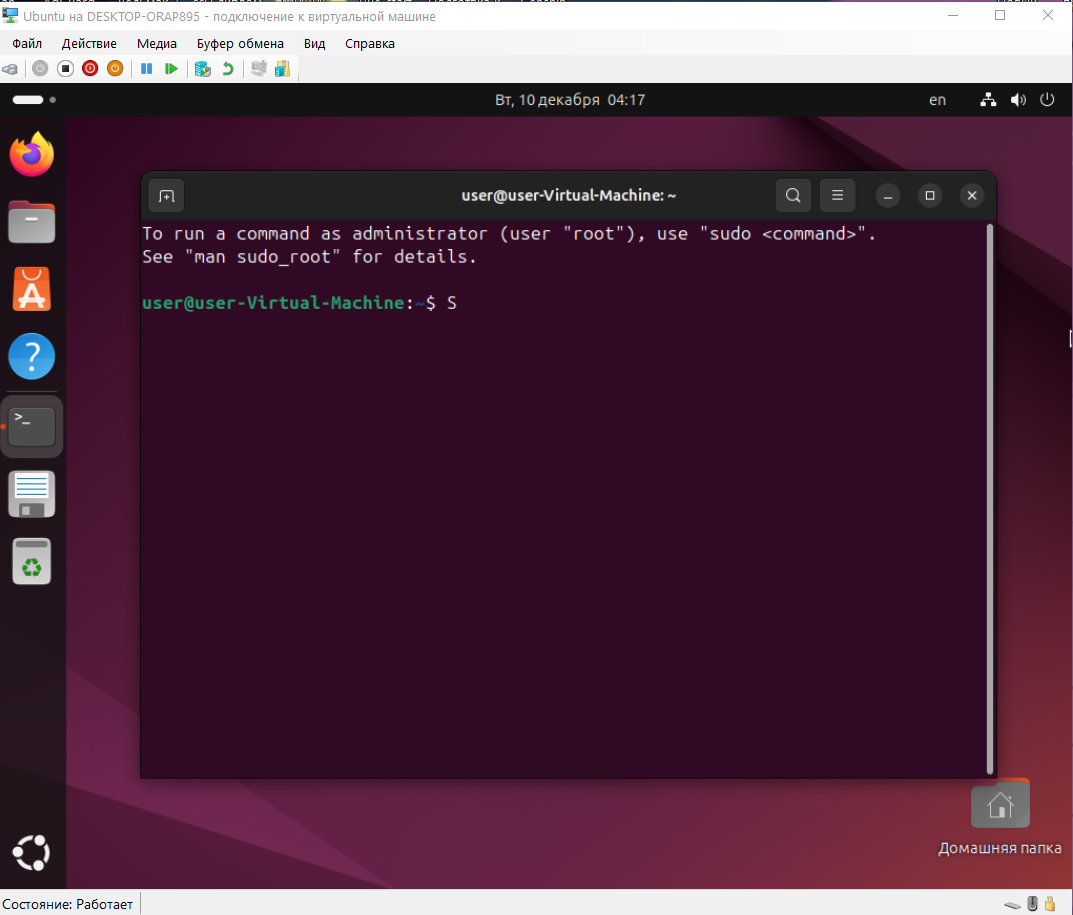 Ubuntu на DESKTOP-ORAP895 - подключение к виртуальной машине
Файл Действие Медиа Буфер обмена Вид Справка
Вт, 10 декабря 04:17
en
user@user-Virtual-Machine: ~
To run a command as administrator (user "root"), use "sudo <command>".
See "man sudo_root" for details.
user@user-Virtual-Machine:~$ S
>_
Домашняя папка
Состояние: Работает